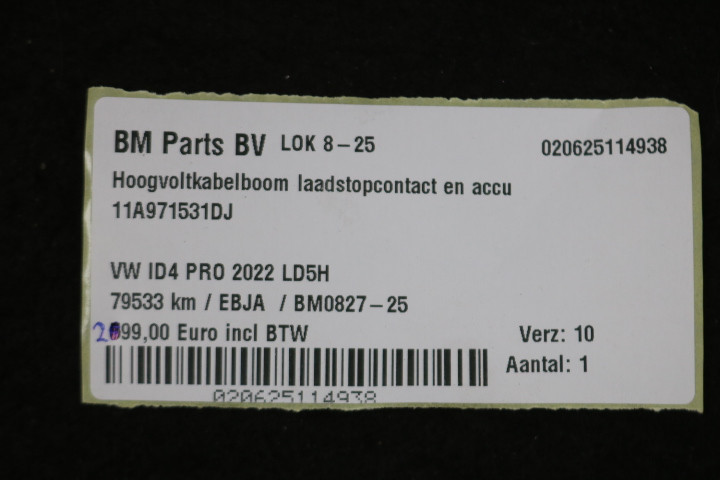 BM Parts BV LOK 8-25 020625114938
Hoogvoltkabelboom laadstopcontact en accu
11A971531DJ
VW ID4 PRO 2022 LD5H
79533 km / EBJA / BM0827-25
299,00 Euro incl BTW Verz: 10
Aantal: 1
020625114938